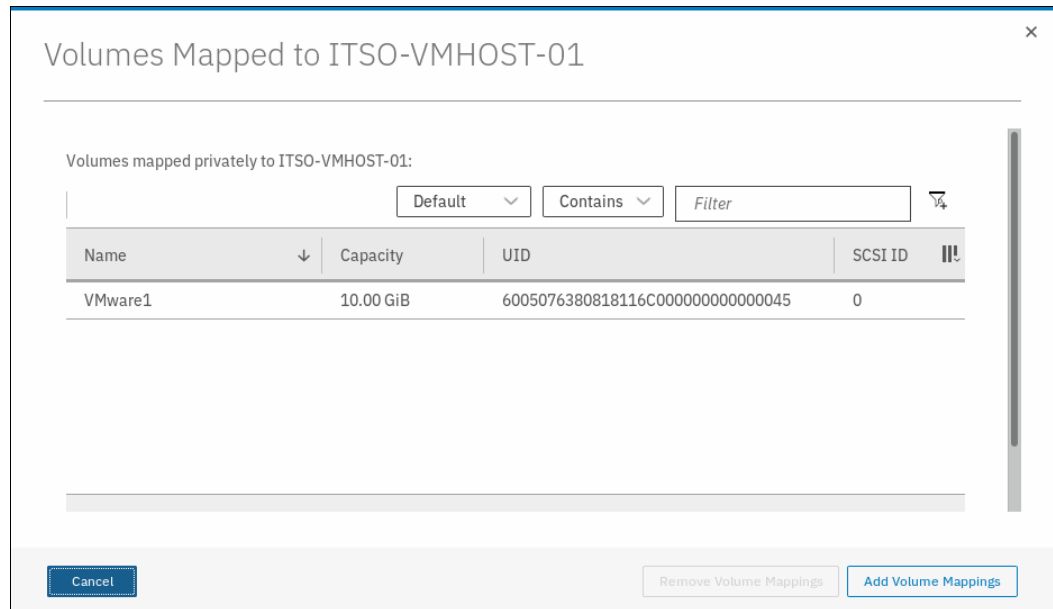 Volumes Mapped to ITSO-VMHOST-01
Volumes mapped privately to ITSO-VMHOST-01:
Default Contains Filter
Name Capacity UID SCSI ID
VMware1 10.00 GiB 6005076380818116C000000000000045 0
Cancel Remove Volume Mappings Add Volume Mappings